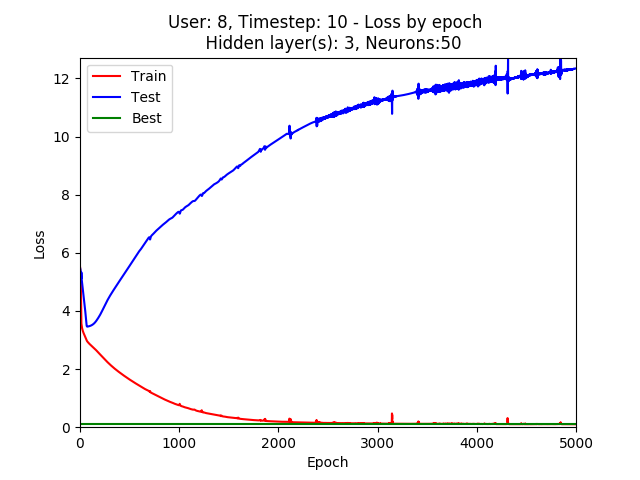 User: 8, Timestep: 10 - Loss by epoch
Hidden layer(s): 3, Neurons:50
Train
Test
Best
Loss
12
10
8
6
4
2
0
0 1000 2000 3000 4000 5000
Epoch